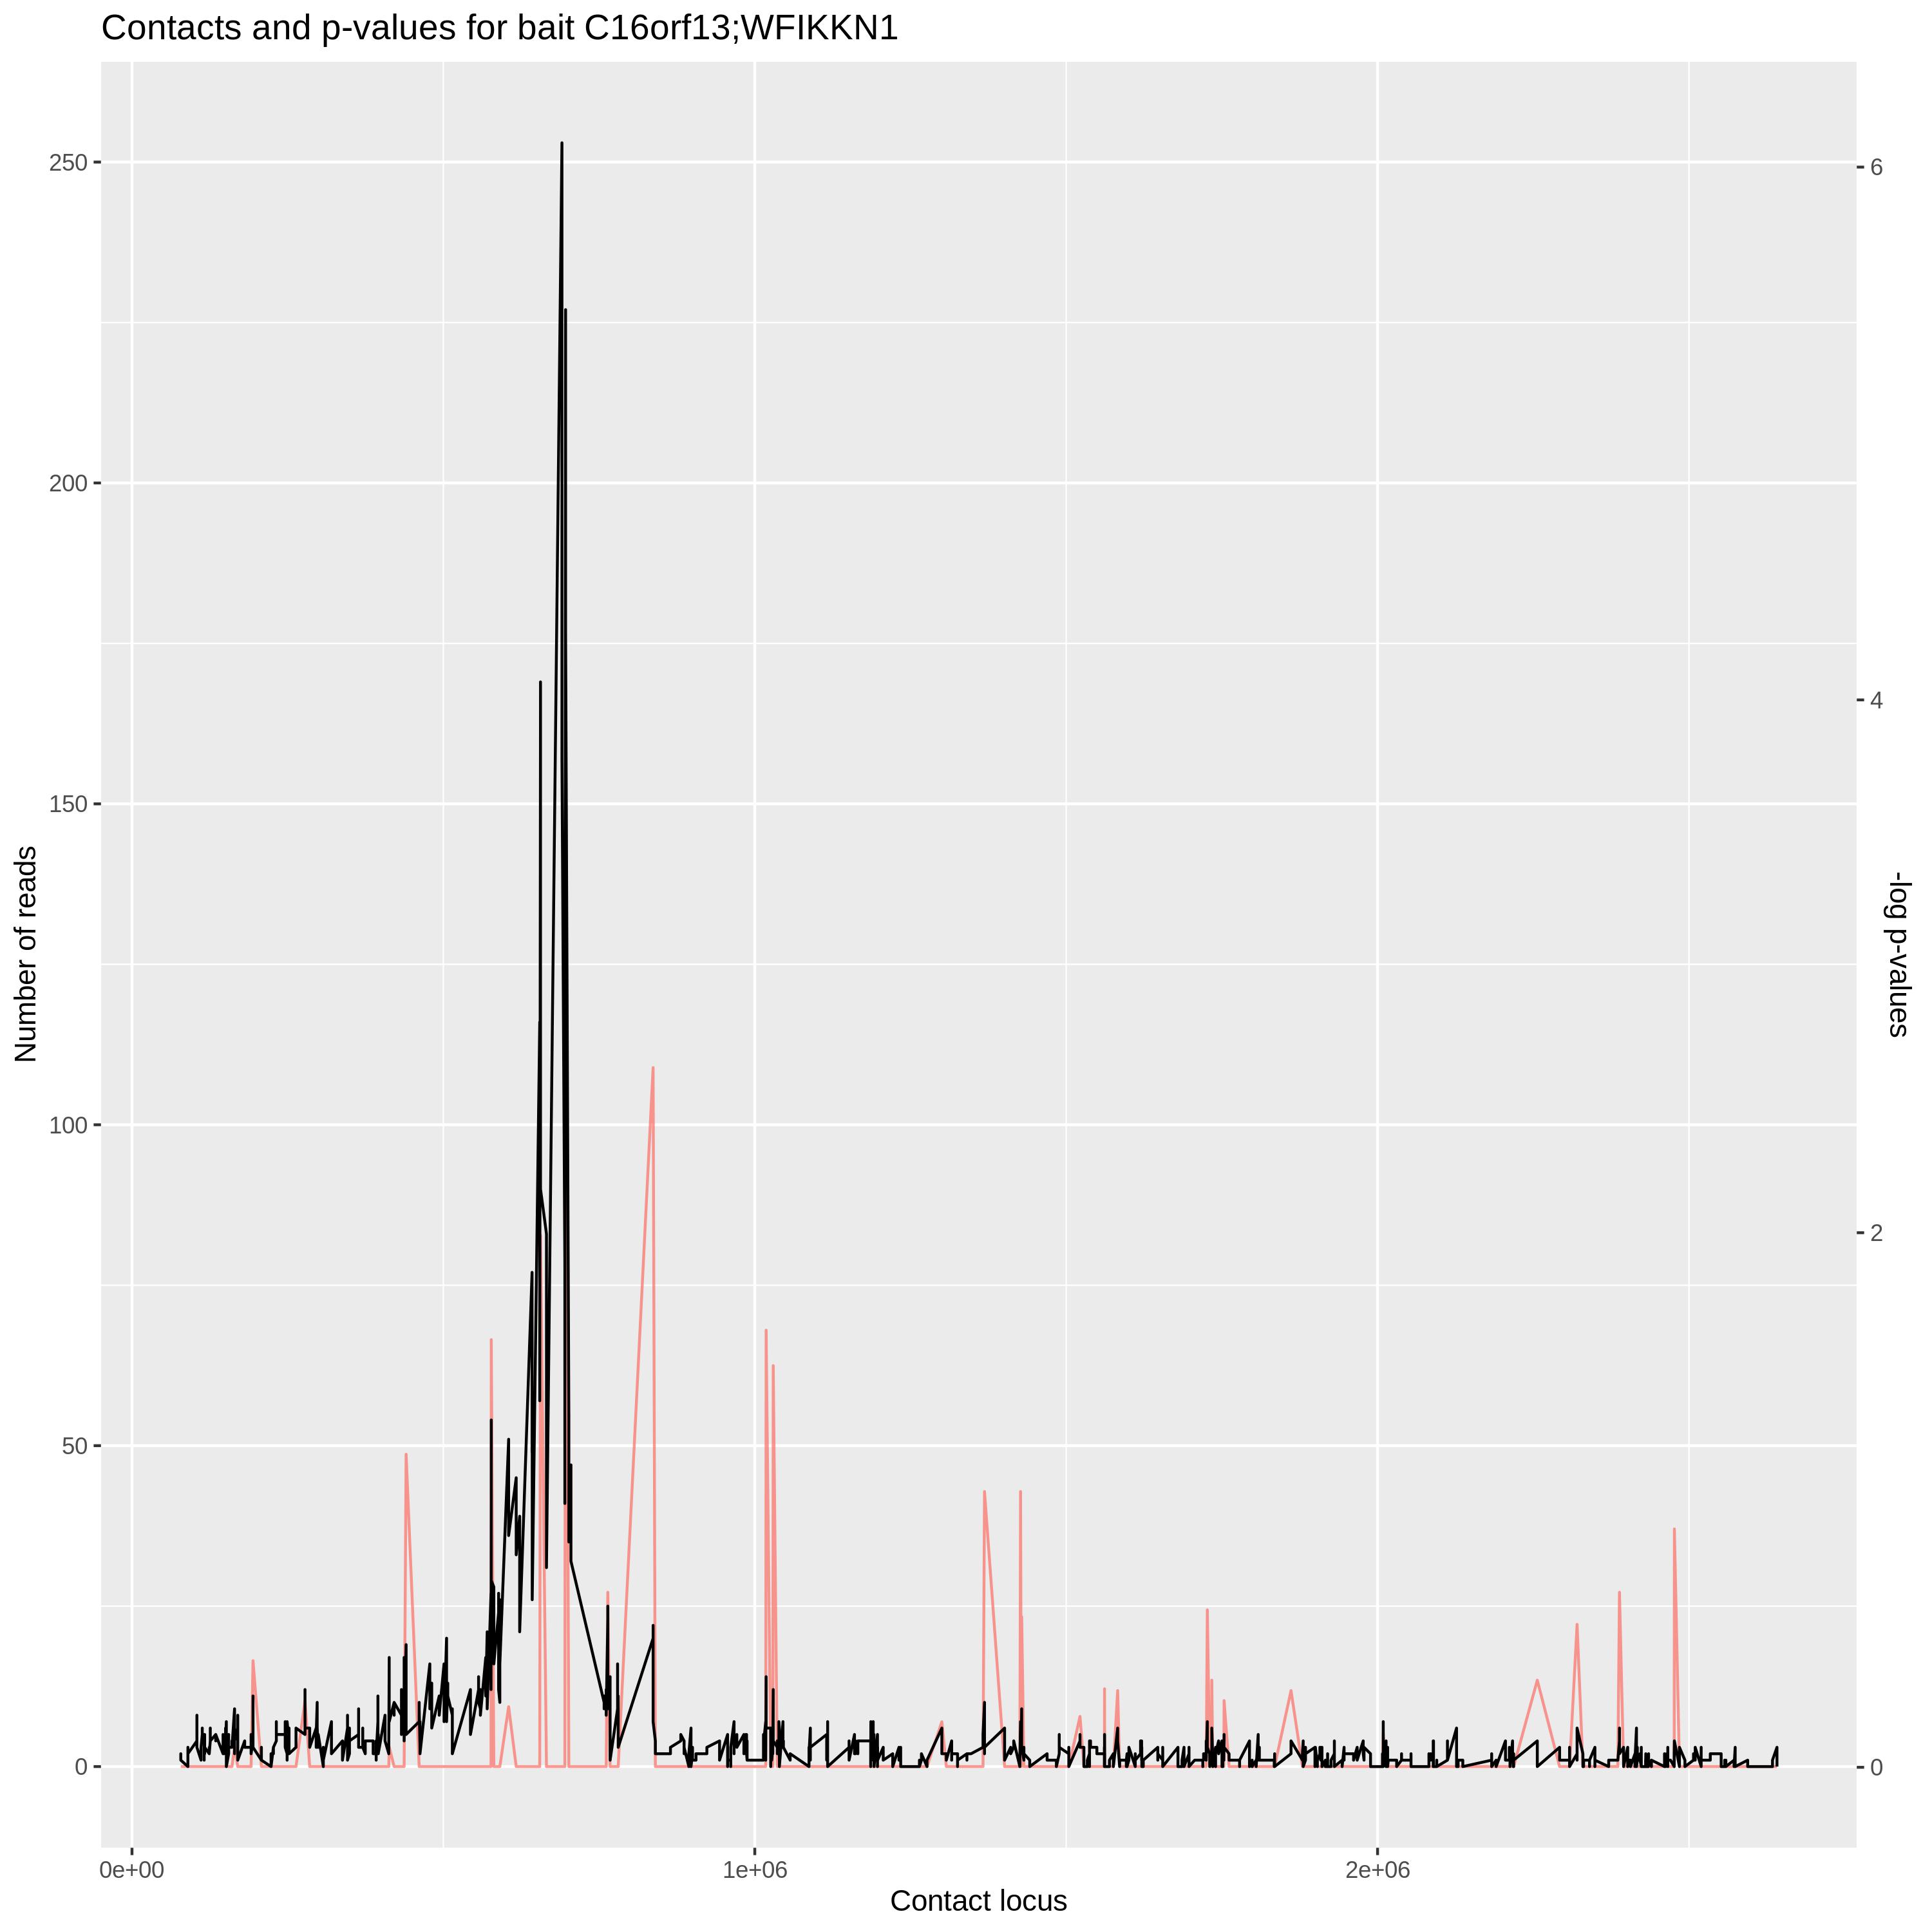 Contacts and p-values for bait C16orf13;WFIKKN1
250
200
150
100
50
0
6
4
2
0
Number of reads
-log p-values
0e+00
1e+06
2e+06
Contact locus